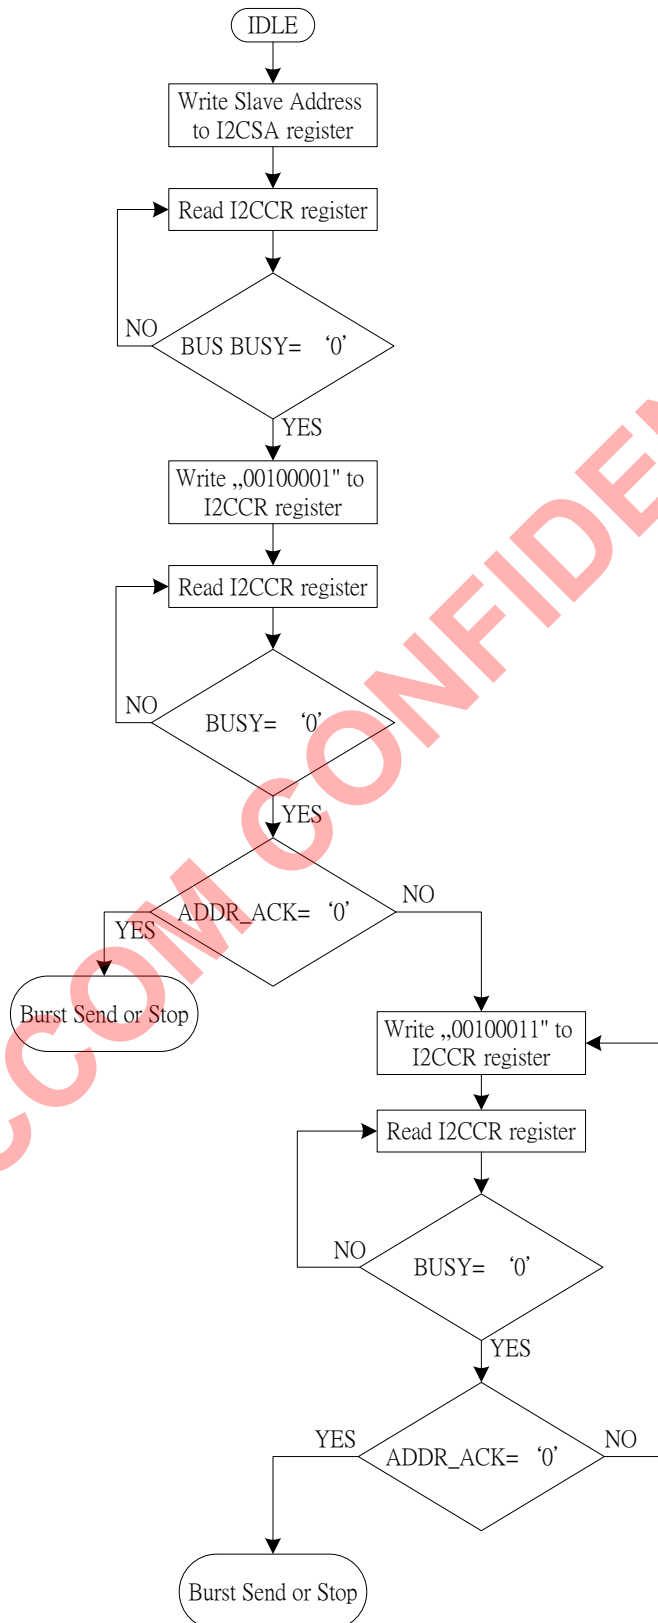 IDLE
Write Slave Address
to I2CSA register
Read I2CCR register
NO
BUS BUSY= ‘0’
YES
Write „00100001" to
I2CCR register
Read I2CCR register
NO
BUSY= ‘0’
YES
ADDR_ACK= ‘0’
NO
YES
Burst Send or Stop
Write „00100011" to
I2CCR register
Read I2CCR register
NO
BUSY= ‘0’
YES
YES
ADDR_ACK= ‘0’
NO
Burst Send or Stop
CCOM CONFIDEN